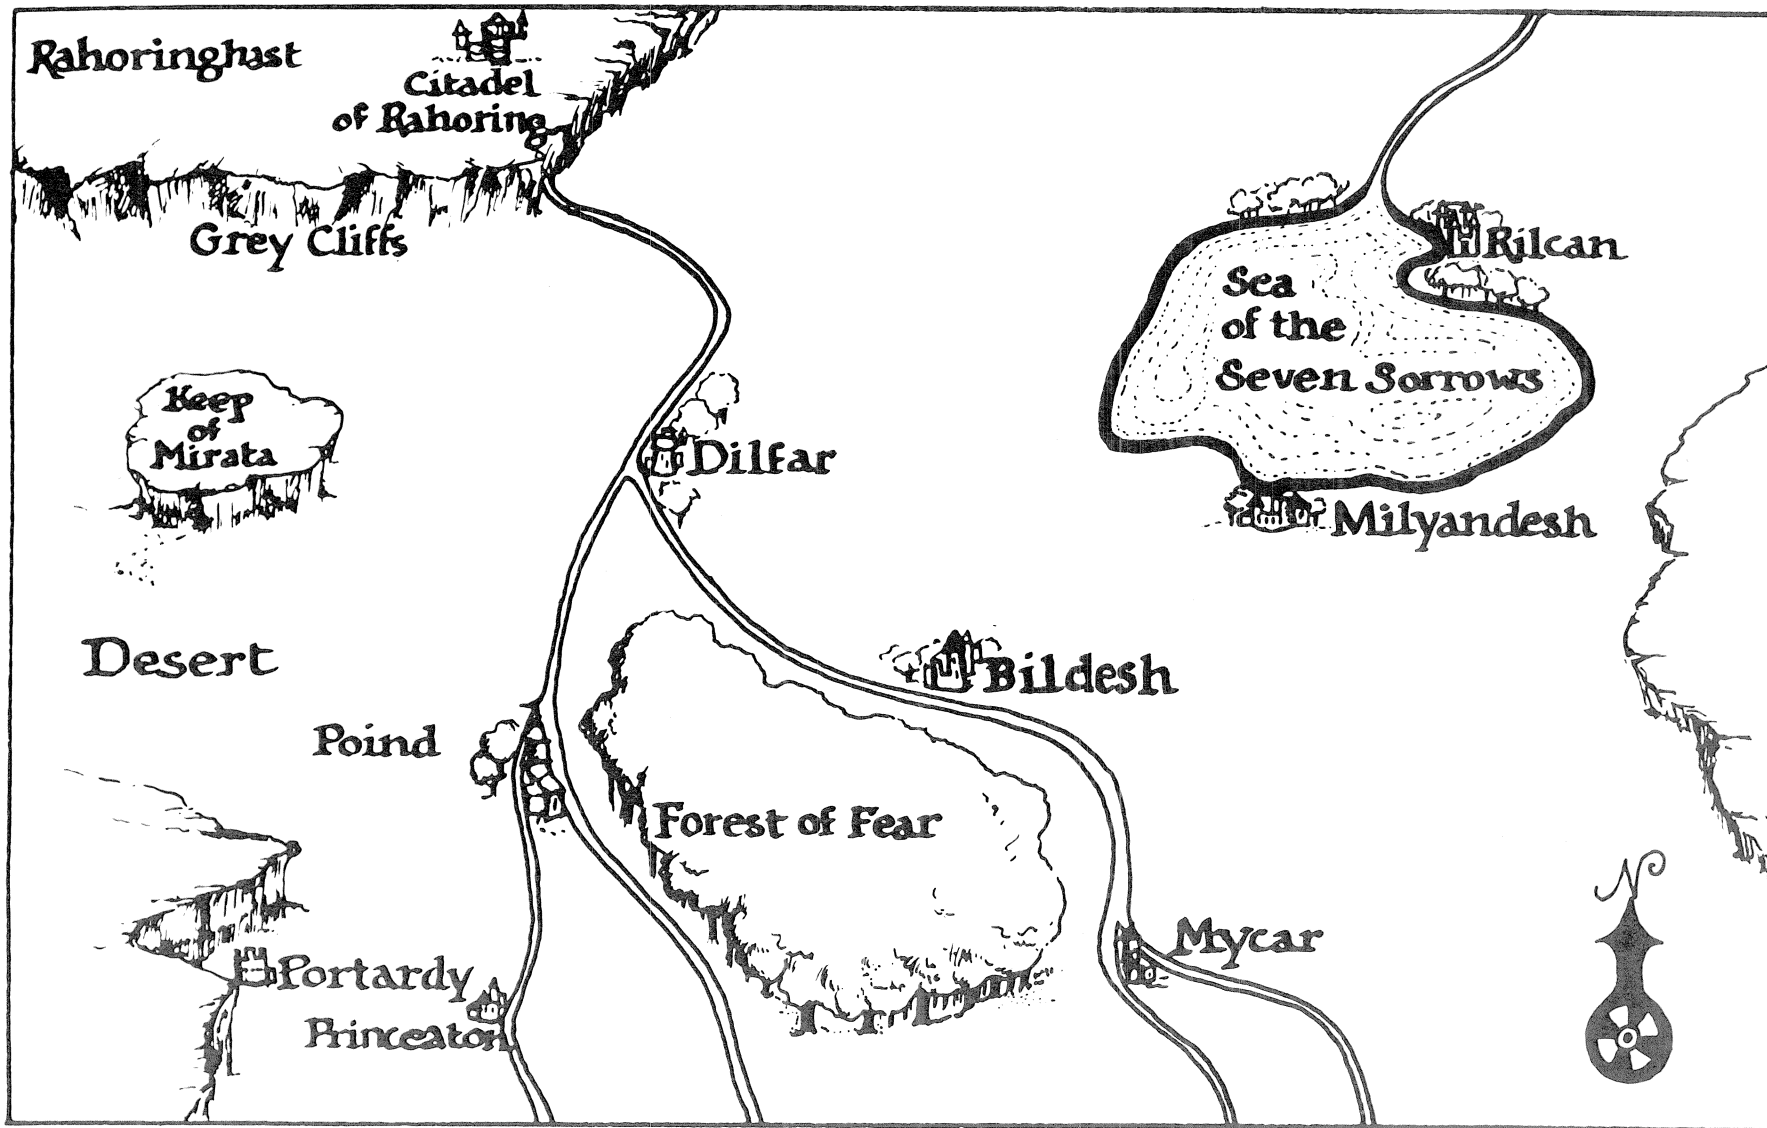 Rahoringhast
Citadel
of Rahoring
Grey Cliffs
Rilcan
Sea
of the
Seven Sorrows
Keep
of
Mirata
Dilfar
Milyandesh
Desert
Bildesh
Poind
Forest of Fear
N
Mycar
Portardy
Princeaton